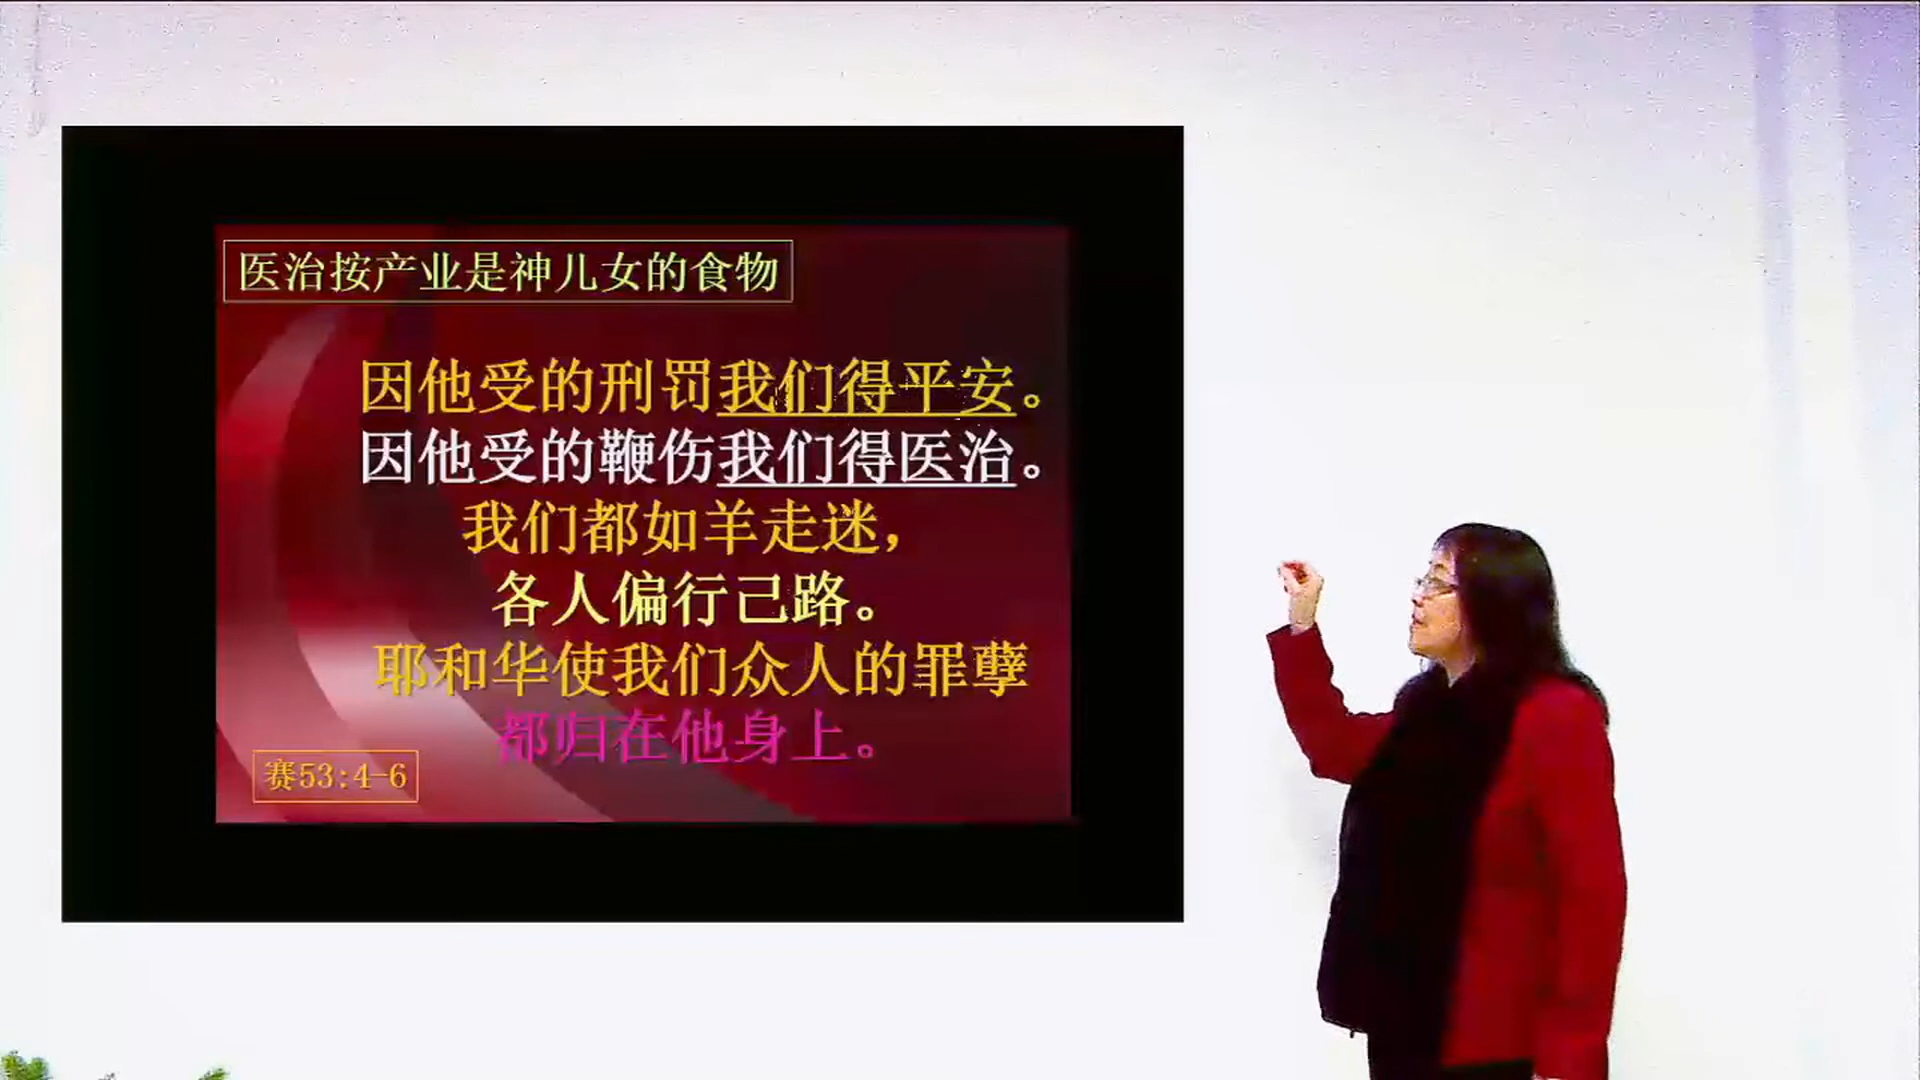 医治按产业是神儿女的食物
因他受的刑罚我们得平安。
因他受的鞭伤我们得医治。
我们都如羊走迷，
各人偏行己路。
耶和华使我们众人的罪孽
都归在他身上。
赛53:4-6